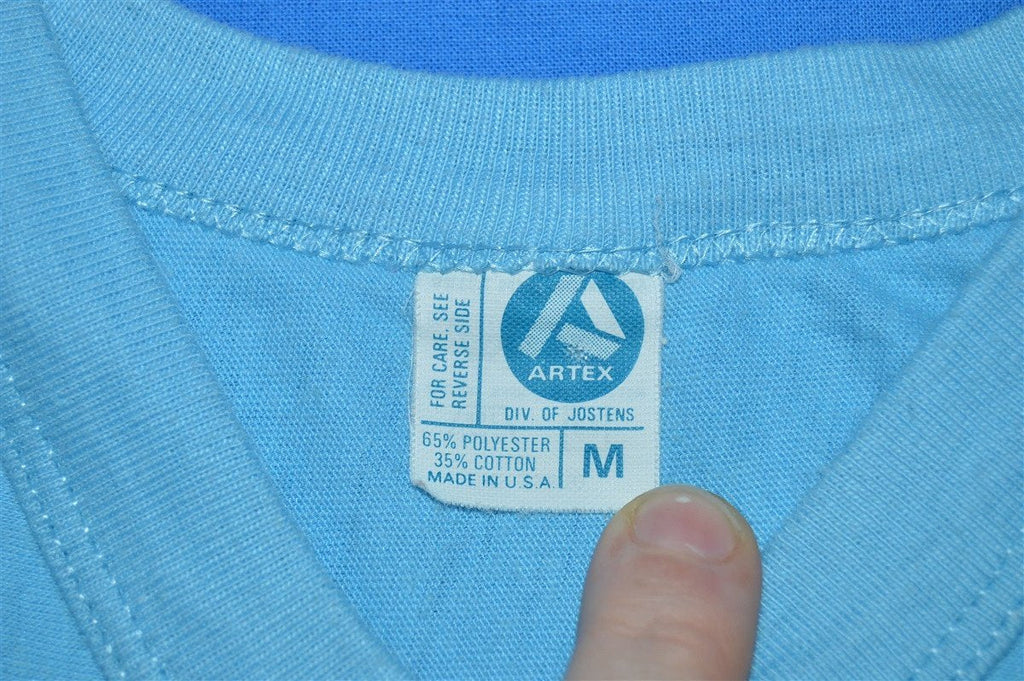 FOR CARE, SEE
REVERSE SIDE
ARTEX
DIV. OF JOSTENS
65% POLYESTER
35% COTTON
MADE IN U.S.A.
M